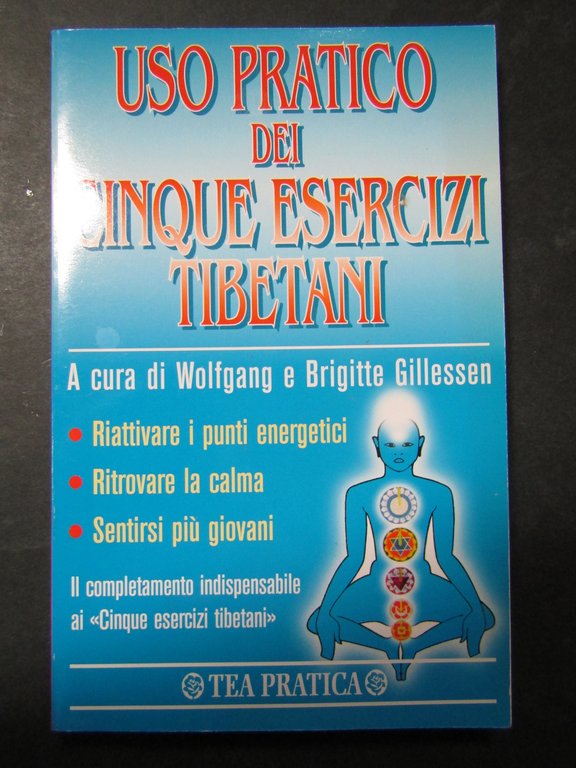 USO PRATICO
DEI
CINQUE ESERCIZI
TIBETANI
A cura di Wolfgang e Brigitte Gillessen
• Riattivare i punti energetici
• Ritrovare la calma
• Sentirsi più giovani
Il completamento indispensabile
ai «Cinque esercizi tibetani»
TEA PRATICA